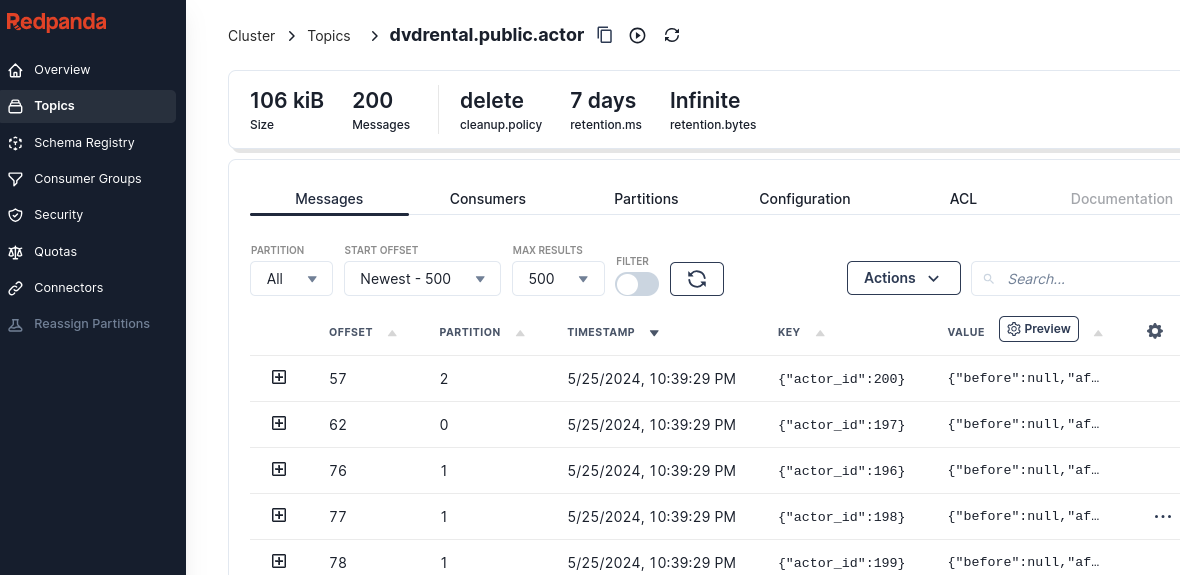 Redpanda
Overview
Topics
Schema Registry
Consumer Groups
Security
Quotas
Connectors
Reassign Partitions
Cluster > Topics > dvdrental.public.actor
106 kiB 200 delete 7 days Infinite
Size Messages cleanup.policy retention.ms retention.bytes
Messages Consumers Partitions Configuration ACL Documentation
PARTITION START OFFSET MAX RESULTS FILTER
All Newest - 500 500 Actions Search...
OFFSET PARTITION TIMESTAMP KEY VALUE Preview
57 2 5/25/2024, 10:39:29 PM {"actor_id":200} {"before":null,"af…
62 0 5/25/2024, 10:39:29 PM {"actor_id":197} {"before":null,"af…
76 1 5/25/2024, 10:39:29 PM {"actor_id":196} {"before":null,"af…
77 1 5/25/2024, 10:39:29 PM {"actor_id":198} {"before":null,"af…
78 1 5/25/2024, 10:39:29 PM {"actor_id":199} {"before":null,"af…